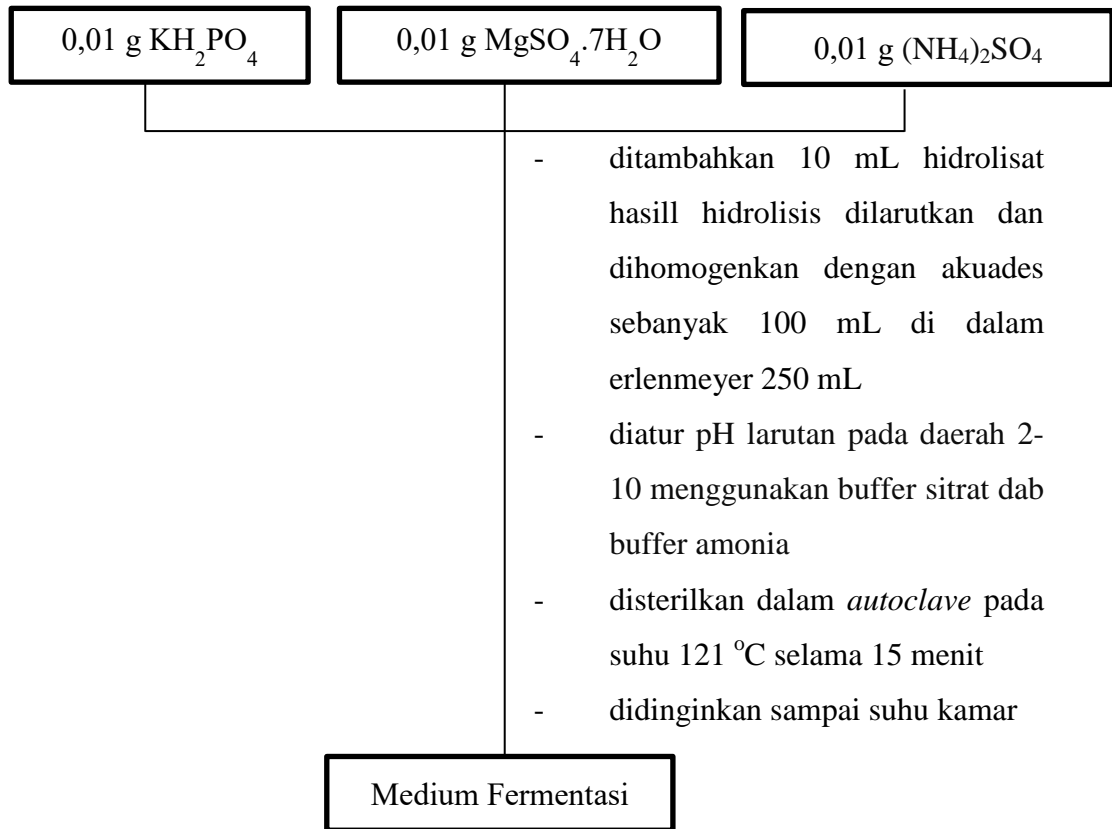 0,01 g KH2PO4
0,01 g MgSO4.7H2O
0,01 g (NH4)2SO4
- ditambahkan 10 mL hidrolisat
hasill hidrolisis dilarutkan dan
dihomogenkan dengan akuades
sebanyak 100 mL di dalam
erlenmeyer 250 mL
- diatur pH larutan pada daerah 2-
10 menggunakan buffer sitrat dab
buffer amonia
- disterilkan dalam autoclave pada
suhu 121 oC selama 15 menit
- didinginkan sampai suhu kamar
Medium Fermentasi